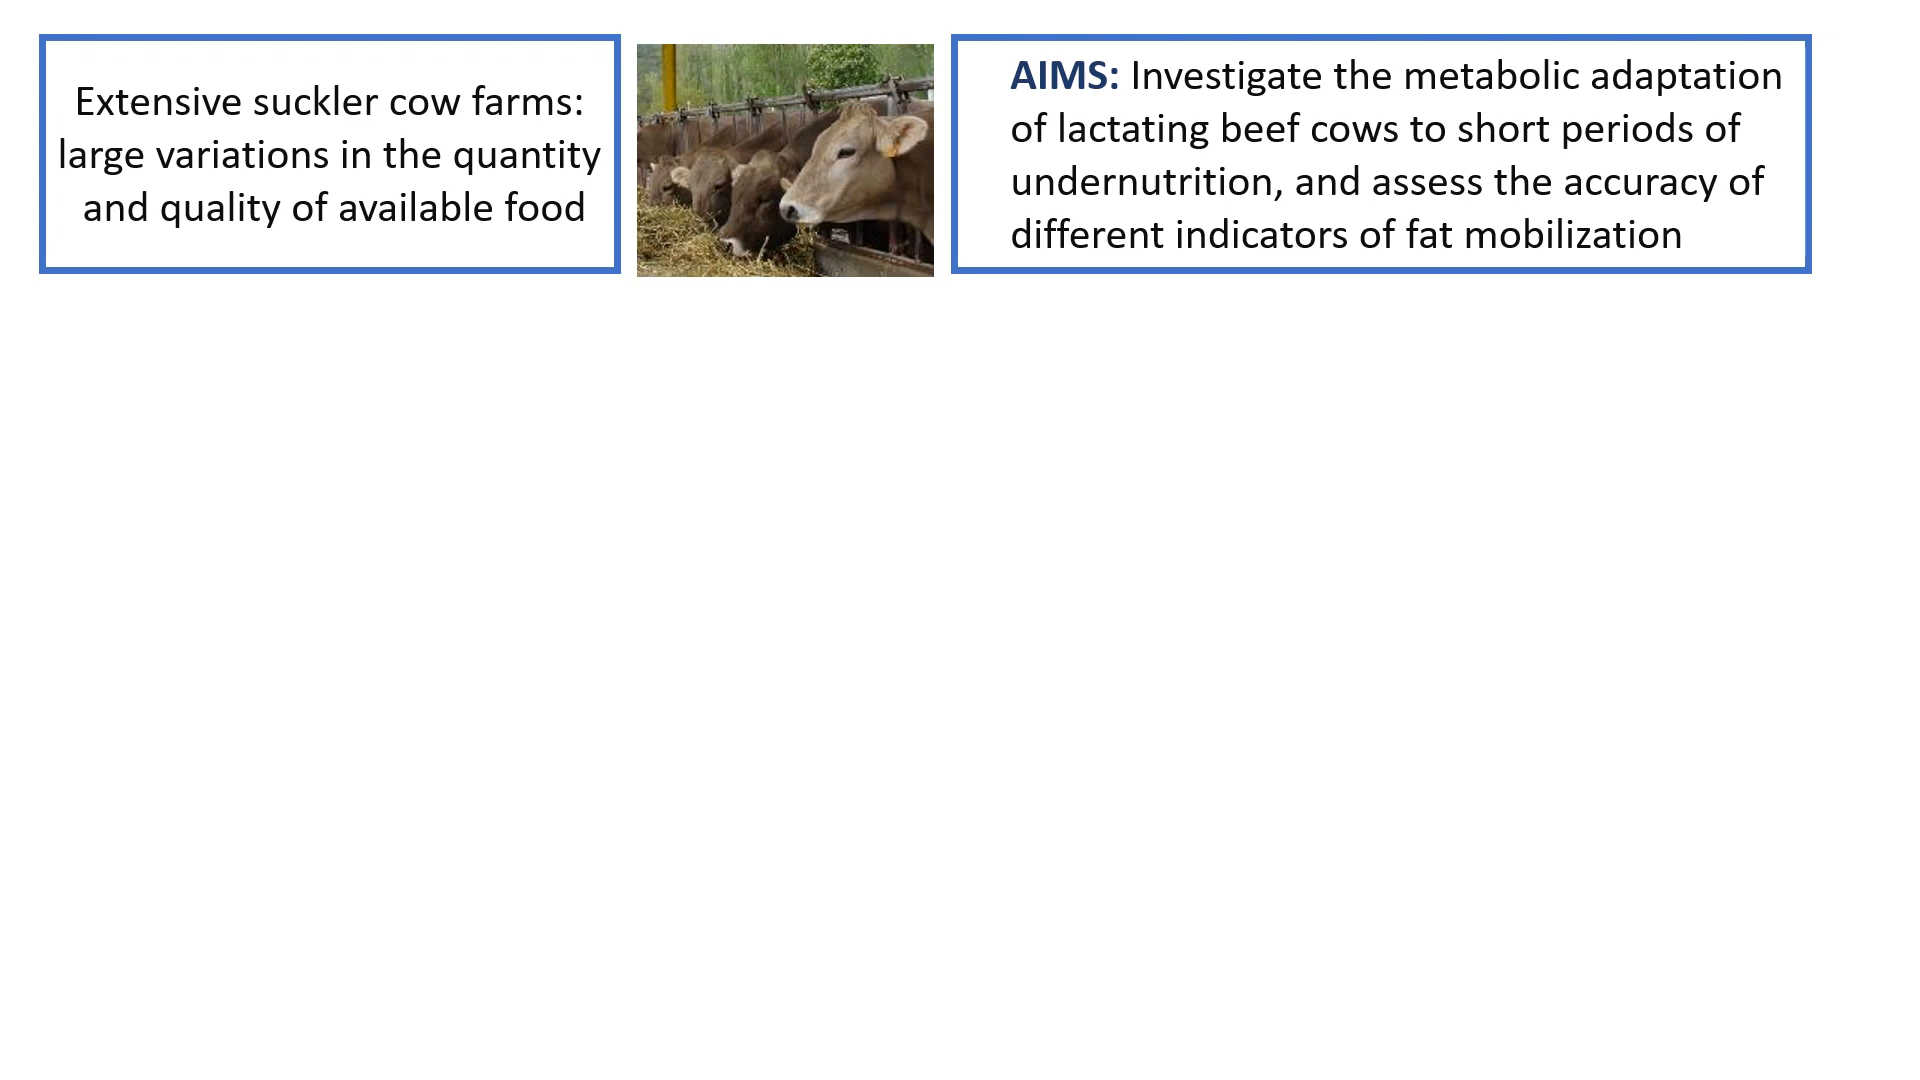 Extensive suckler cow farms:
large variations in the quantity
and quality of available food
AIMS: Investigate the metabolic adaptation
of lactating beef cows to short periods of
undernutrition, and assess the accuracy of
different indicators of fat mobilization